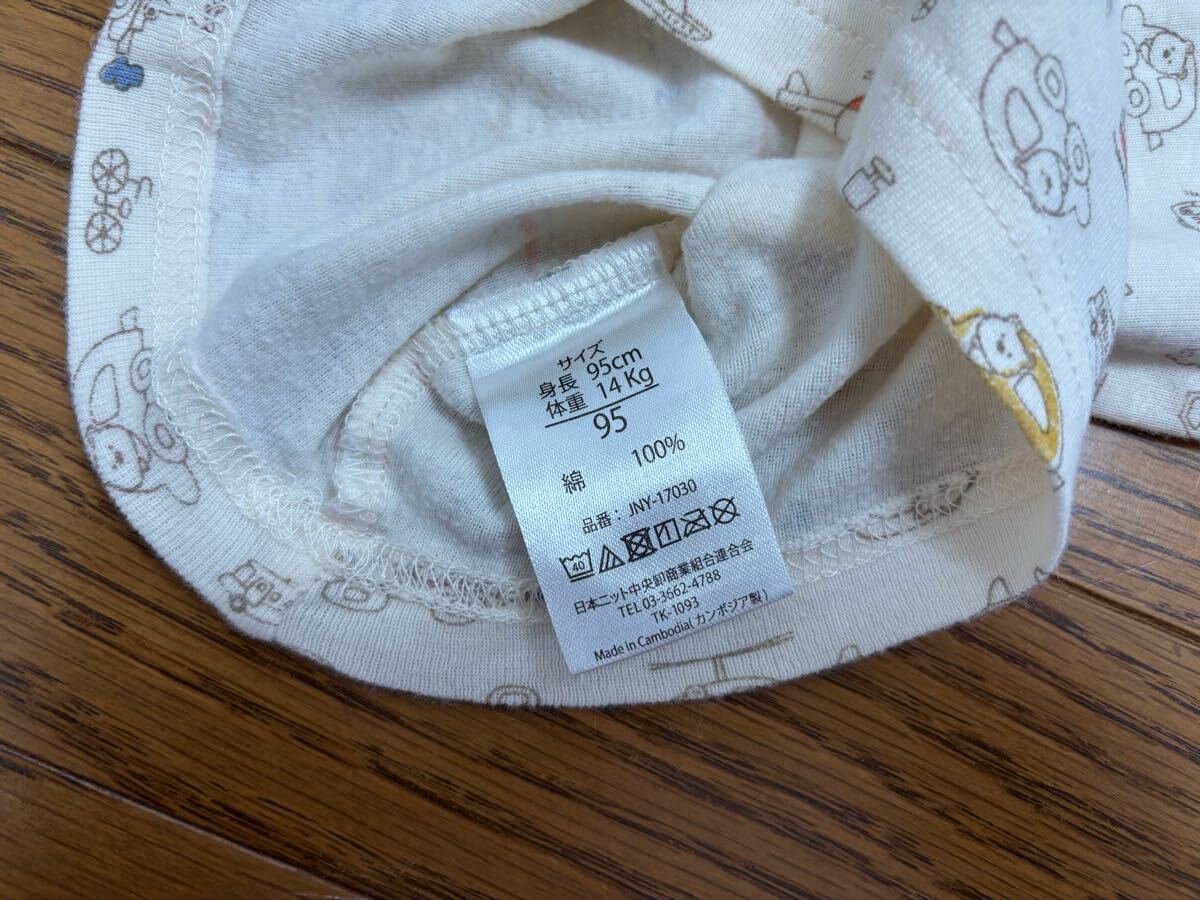 サイズ
身長 95cm
体重 14Kg
95
綿 100%
品番: JNY-17030
40
日本ニット中央卸商業組合連合会
TEL03-3662-4788
TK-1093
Made in Cambodia(カンボジア製)